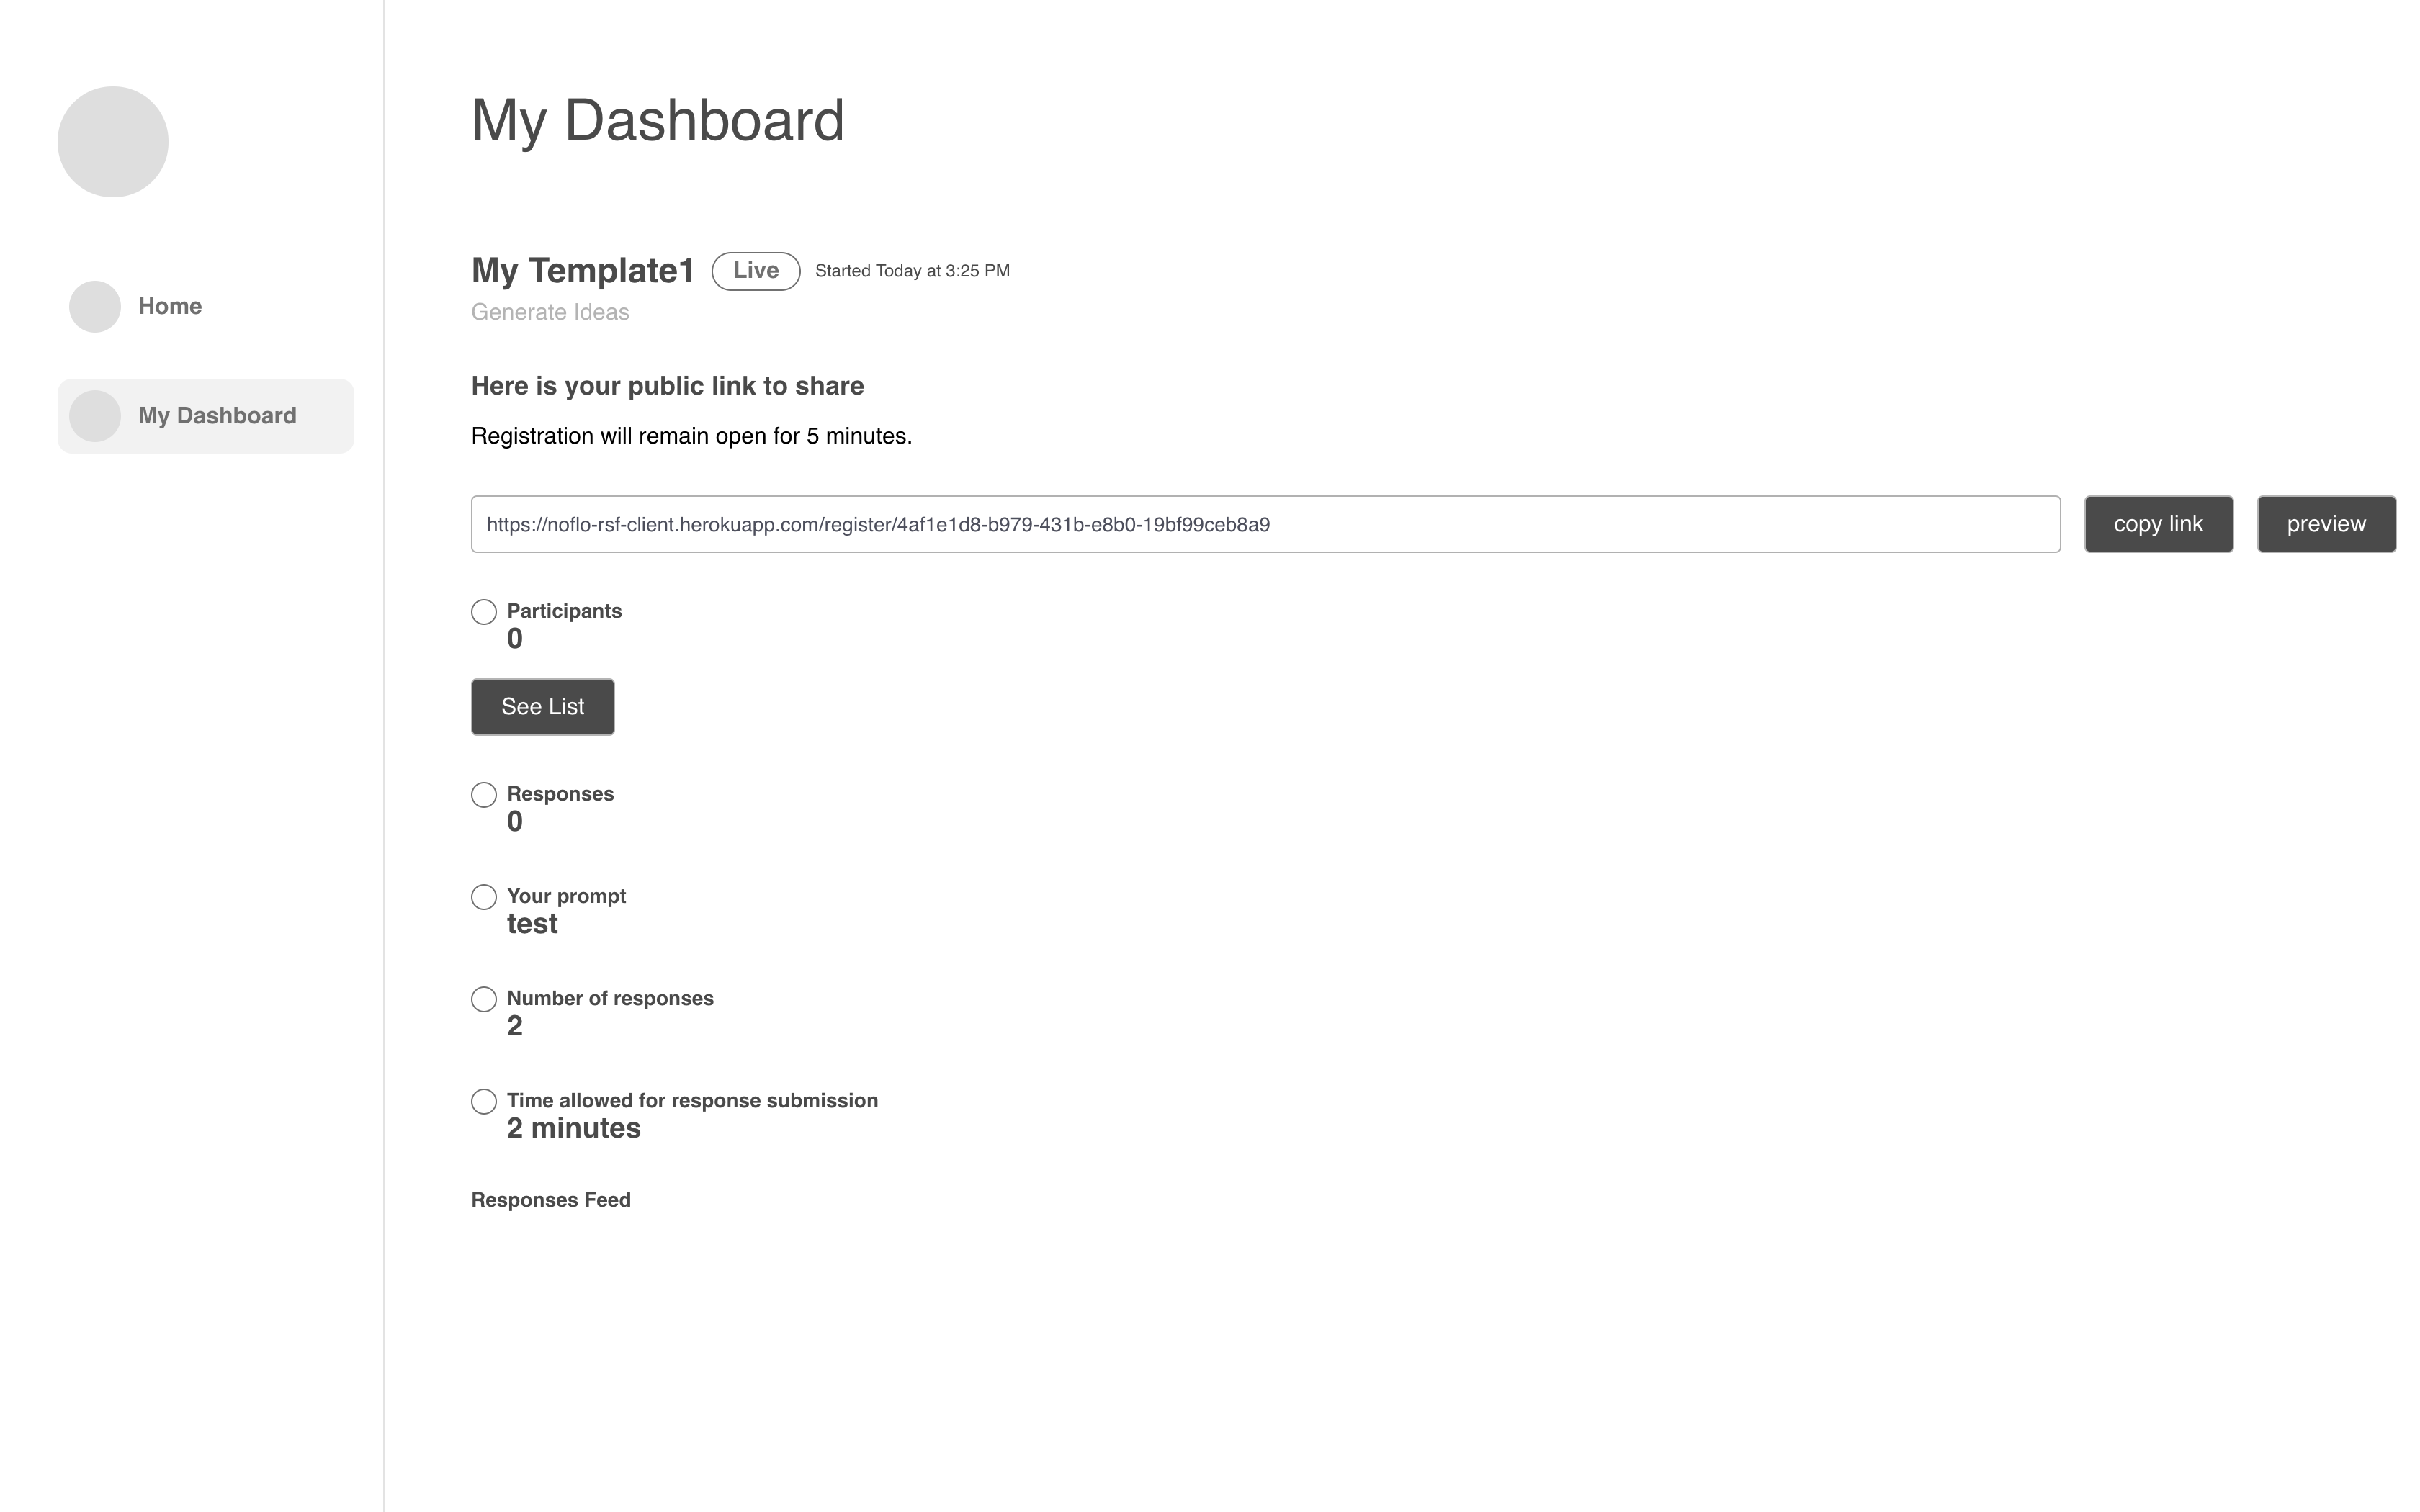 Home
My Dashboard
My Dashboard
My Template1 Live Started Today at 3:25 PM
Generate Ideas
Here is your public link to share
Registration will remain open for 5 minutes.
https://noflo-rsf-client.herokuapp.com/register/4af1e1d8-b979-431b-e8b0-19bf99ceb8a9 copy link preview
Participants
0
See List
Responses
0
Your prompt
test
Number of responses
2
Time allowed for response submission
2 minutes
Responses Feed